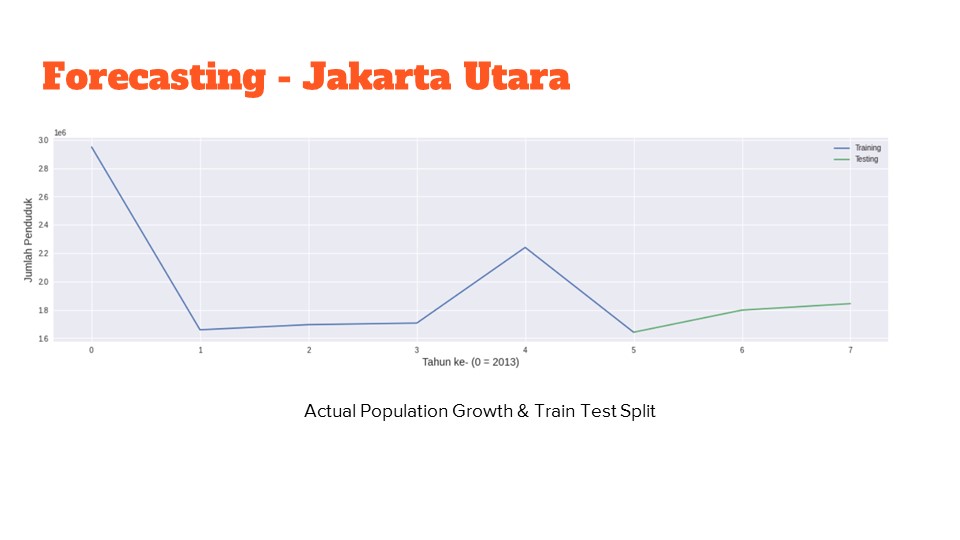 Forecasting - Jakarta Utara
1e6
30
28
26
24
22
20
18
16
Jumlah Penduduk
Training
Testing
0 1 2 3 4 5 6 7
Tahun ke- (0 = 2013)
Actual Population Growth & Train Test Split